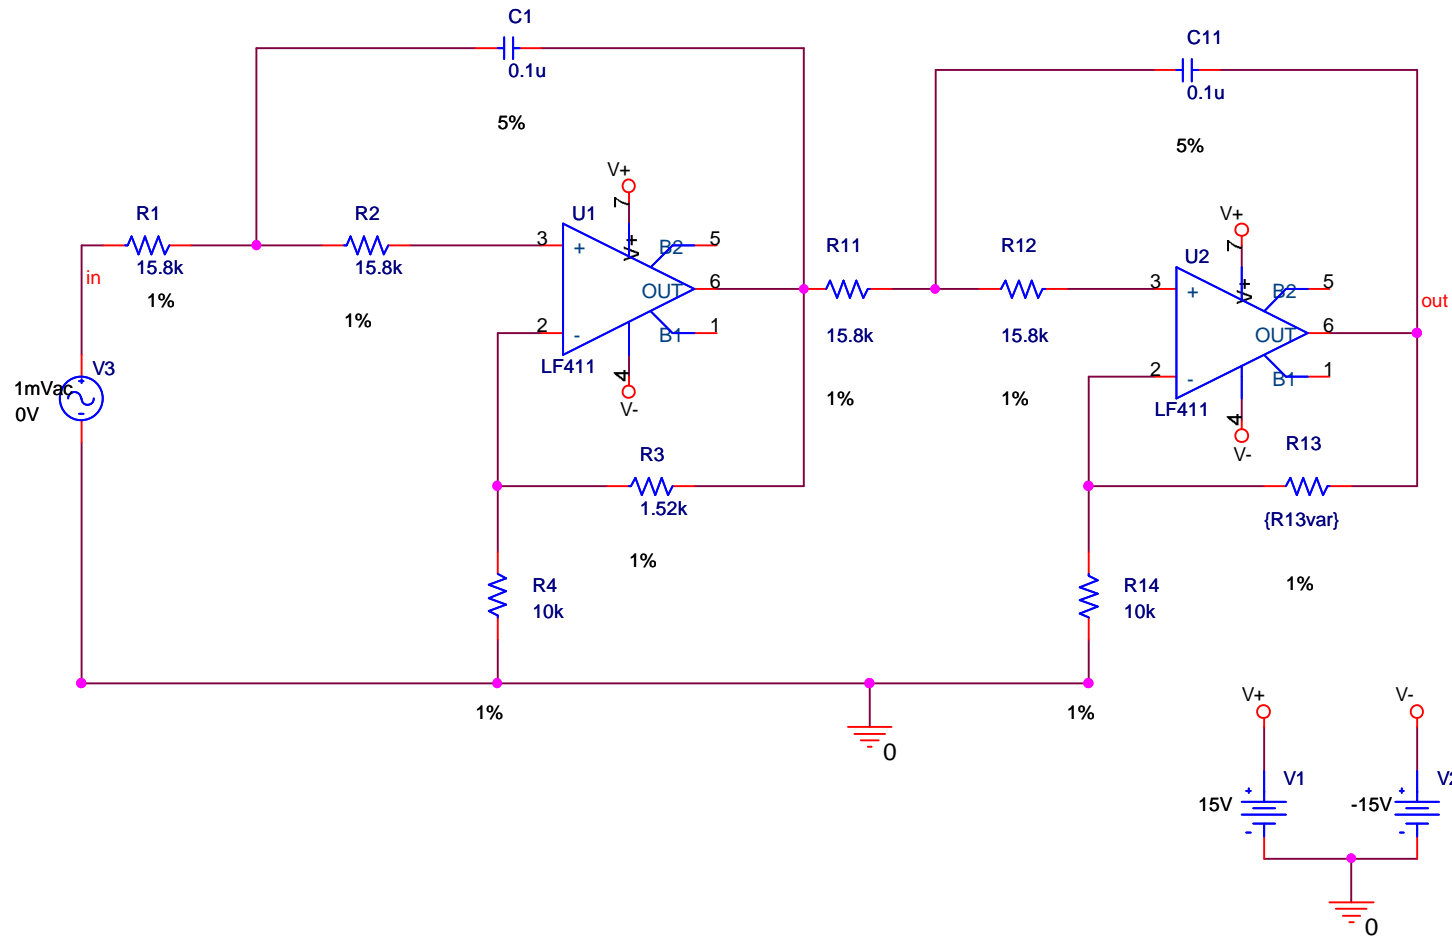 C1
0.1u
5%
C11
0.1u
5%
R1
15.8k
1%
R2
15.8k
1%
in
V3
1mVac
0V
U1
V+
7
V+
3
+
B2
5
OUT
6
2
-
B1
1
LF411
4
V-
R3
1.52k
1%
R4
10k
1%
R11
15.8k
1%
R12
15.8k
1%
U2
V+
7
V+
3
+
B2
5
OUT
6
2
-
B1
1
LF411
4
V-
out
R13
{R13var}
1%
R14
10k
1%
0
V+
V1
15V
+
-
V-
-15V
+
-
0